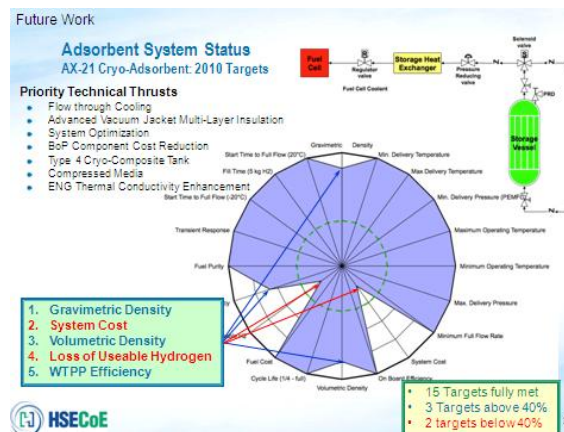 Future Work
Adsorbent System Status
AX-21 Cryo-Adsorbent: 2010 Targets
Priority Technical Thrusts
Flow through Cooling
Advanced Vacuum Jacket Multi-Layer Insulation
System Optimization
BoP Component Cost Reduction
Type 4 Cryo-Composite Tank
Compressed Media
ENG Thermal Conductivity Enhancement
Fuel Cell
Regulator valve
Storage Heat Exchanger
Pressure Reducing valve
Solenoid valve
S
Fuel Cell Coolant
PRD
Storage Vessel
Gravimetric Density
Min. Delivery Temperature
Max Delivery Temperature
Min. Delivery Pressure (PEMFC)
Maximum Operating Temperature
Minimum Operating Temperature
Max. Delivery Pressure
Minimum Full Flow Rate
System Cost
On Board Efficiency
Volumetric Density
Cycle Life (1/4 - full)
Fuel Cost
Fuel Purity
Transient Response
Start Time to Full Flow (-20°C)
Fill Time (5 kg H2)
Start Time to Full Flow (20°C)
1. Gravimetric Density
2. System Cost
3. Volumetric Density
4. Loss of Useable Hydrogen
5. WTPP Efficiency
15 Targets fully met
3 Targets above 40%
2 targets below 40%
HSECoE